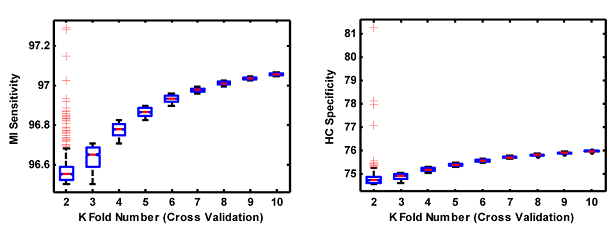 97.2
97
96.8
96.6
MI Sensitivity
2 3 4 5 6 7 8 9 10
K Fold Number (Cross Validation)
81
80
79
78
77
76
75
HC Specificity
2 3 4 5 6 7 8 9 10
K Fold Number (Cross Validation)